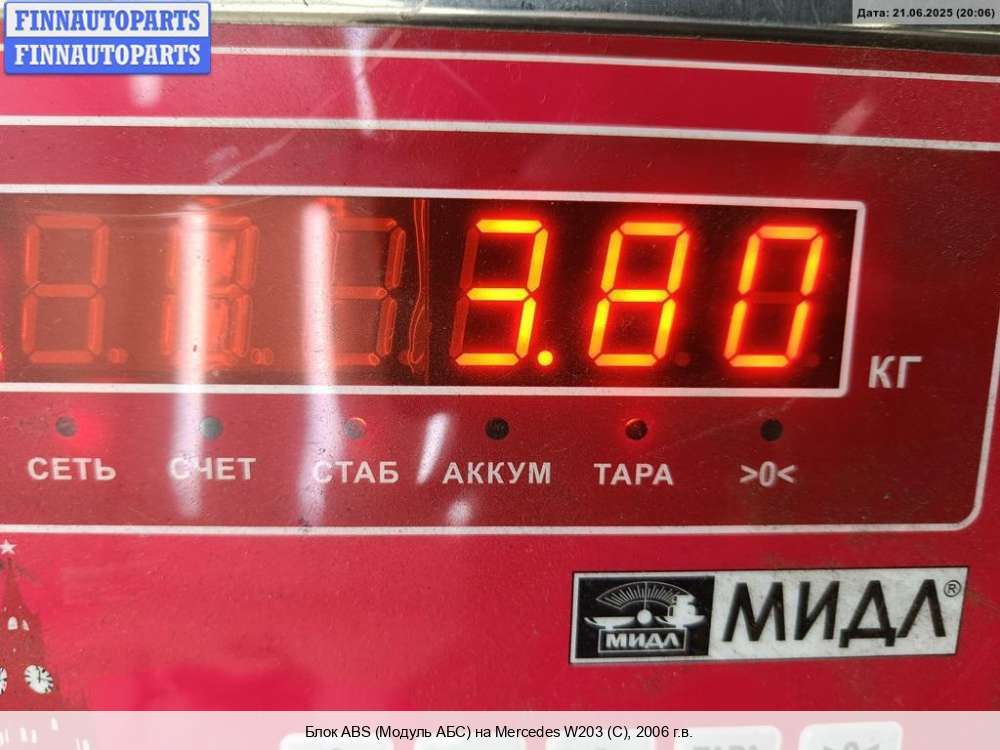 FINNAUTOPARTS
FINNAUTOPARTS
Дата: 21.06.2025 (20:06)
3.80
КГ
СЕТЬ СЧЕТ СТАБ АККУМ ТАРА >0<
МИДЛ
МИДЛ®
Блок ABS (Модуль АБС) на Mercedes W203 (C), 2006 г.в.